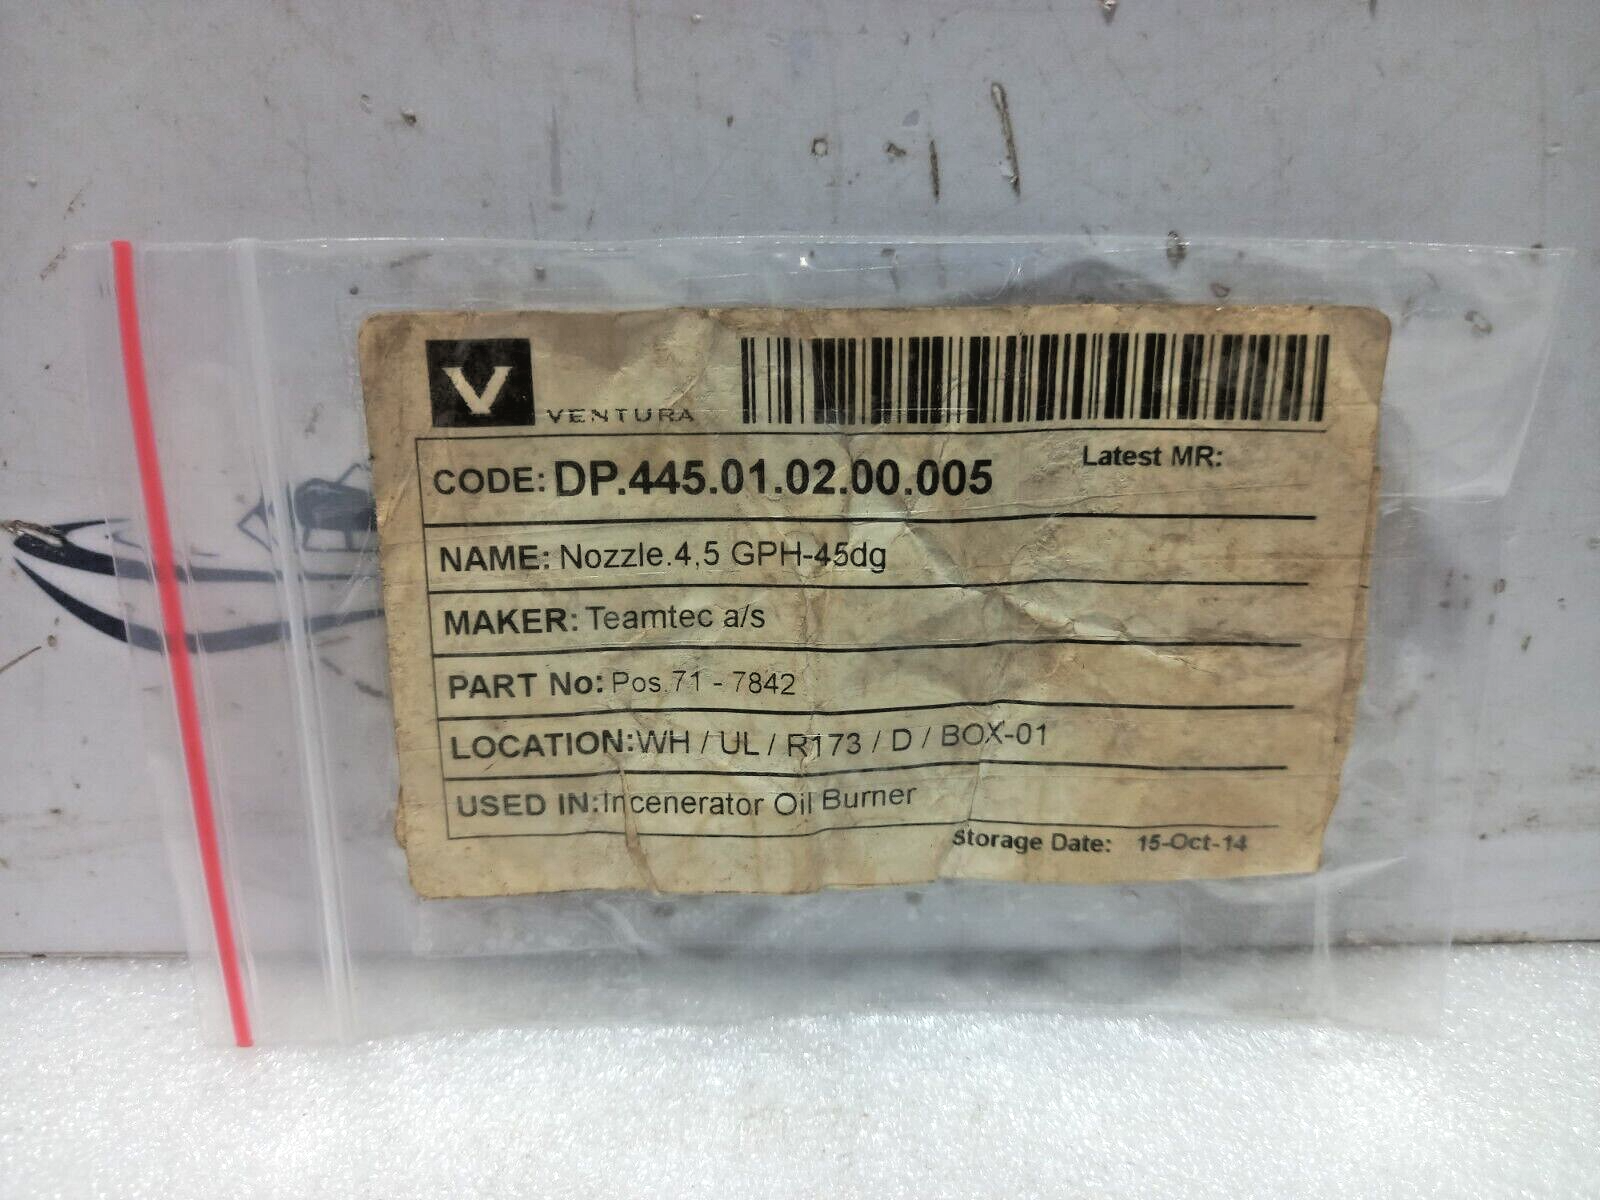 V VENTURA
CODE: DP.445.01.02.00.005 Latest MR:
NAME: Nozzle.4,5 GPH-45dg
MAKER: Teamtec a/s
PART No: Pos.71 - 7842
LOCATION: WH / UL / R173 / D / BOX-01
USED IN: Incenerator Oil Burner
Storage Date: 15-Oct-14